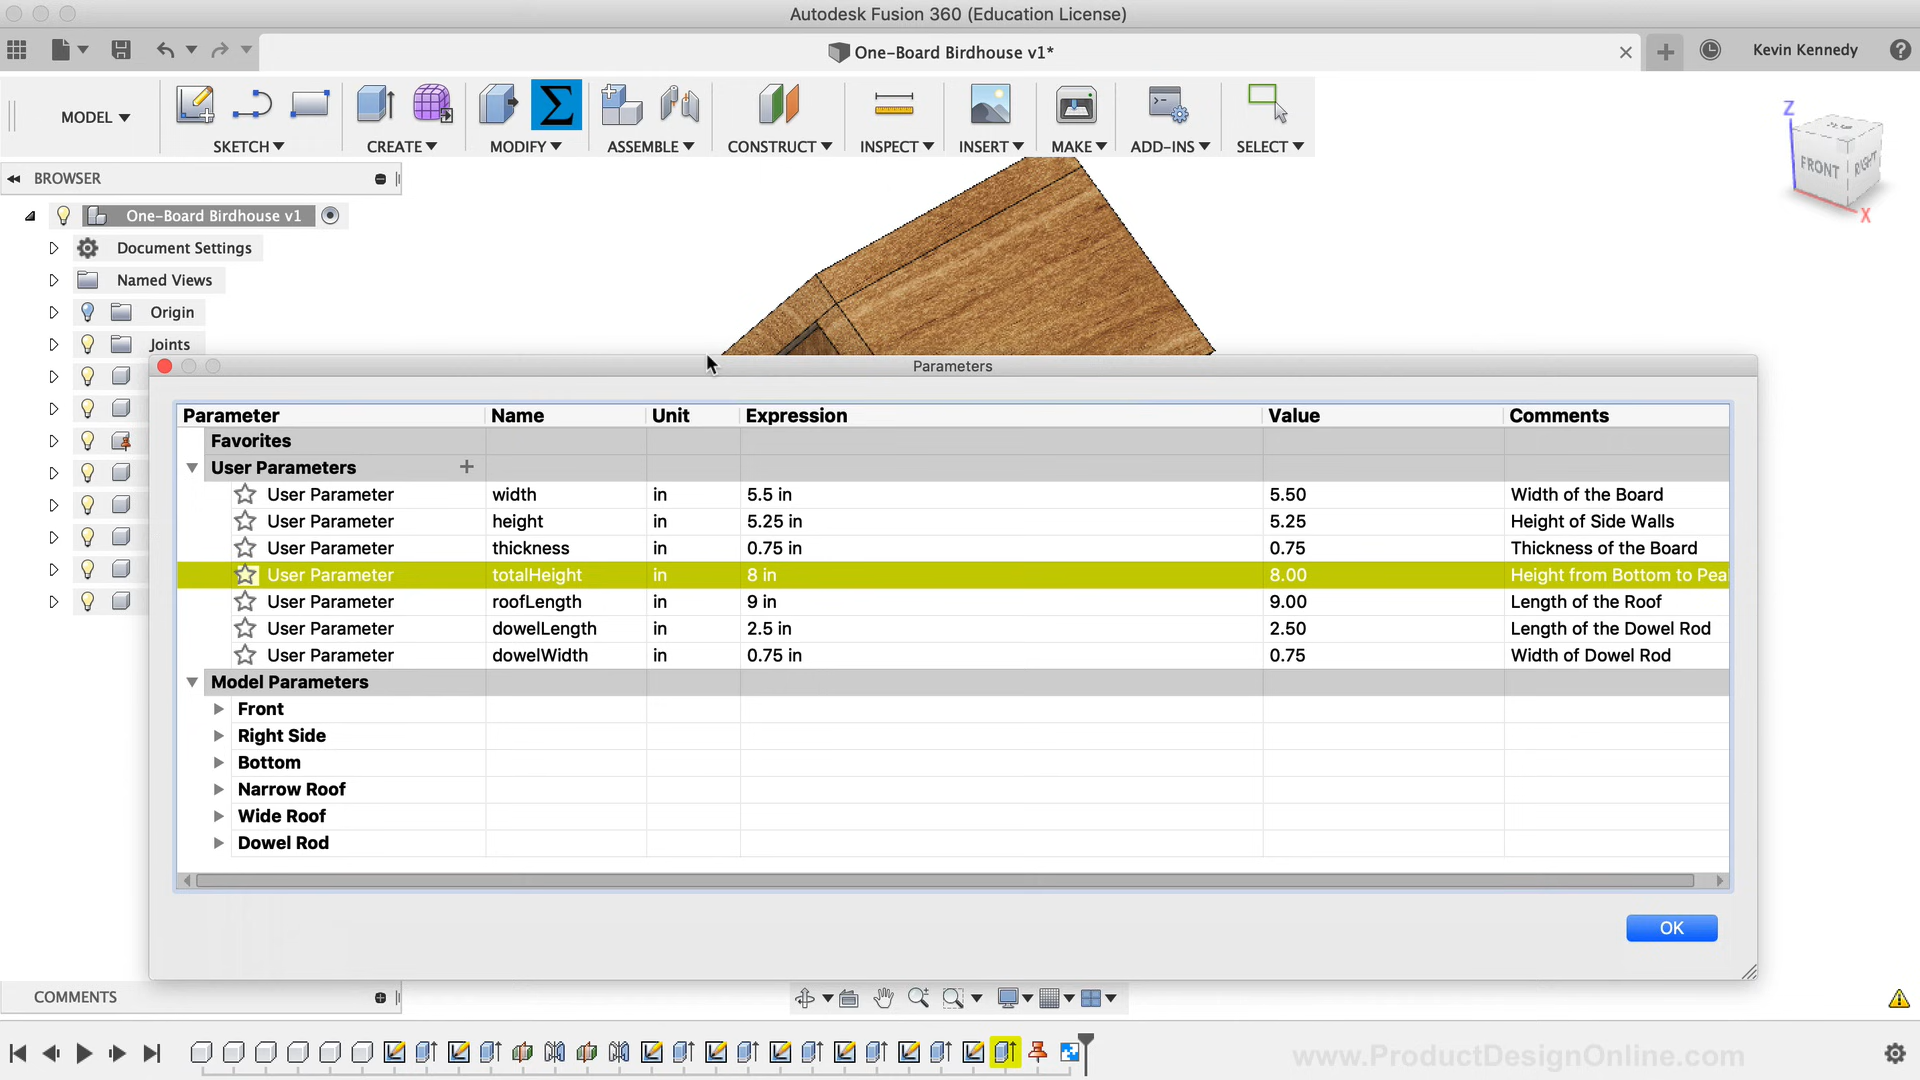 Autodesk Fusion 360 (Education License)
One-Board Birdhouse v1*
Kevin Kennedy
MODEL
SKETCH
CREATE
MODIFY
ASSEMBLE
CONSTRUCT
INSPECT
INSERT
MAKE
ADD-INS
SELECT
Z
FRONT
RIGHT
X
BROWSER
One-Board Birdhouse v1
Document Settings
Named Views
Origin
Joints
Parameters
Parameter Name Unit Expression Value Comments
Favorites
User Parameters +
User Parameter width in 5.5 in 5.50 Width of the Board
User Parameter height in 5.25 in 5.25 Height of Side Walls
User Parameter thickness in 0.75 in 0.75 Thickness of the Board
User Parameter totalHeight in 8 in 8.00 Height from Bottom to Pea
User Parameter roofLength in 9 in 9.00 Length of the Roof
User Parameter dowelLength in 2.5 in 2.50 Length of the Dowel Rod
User Parameter dowelWidth in 0.75 in 0.75 Width of Dowel Rod
Model Parameters
Front
Right Side
Bottom
Narrow Roof
Wide Roof
Dowel Rod
OK
COMMENTS
www.ProductDesignOnline.com